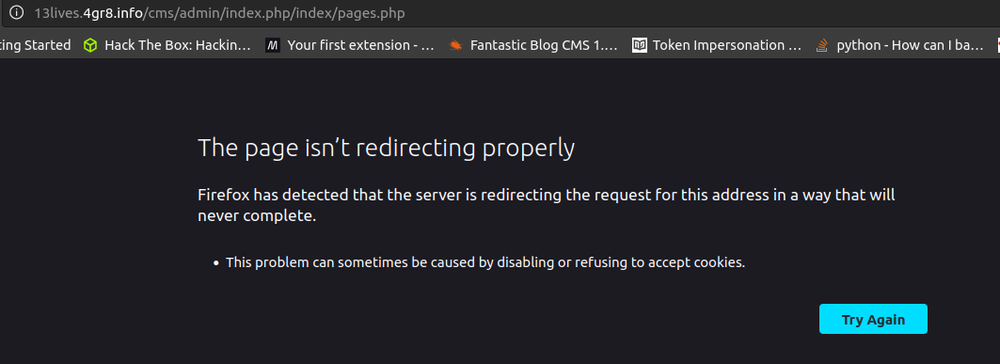 13lives.4gr8.info/cms/admin/index.php/index/pages.php
ing Started Hack The Box: Hackin… Your first extension - … Fantastic Blog CMS 1.… Token Impersonation … python - How can I ba…
The page isn’t redirecting properly
Firefox has detected that the server is redirecting the request for this address in a way that will
never complete.
• This problem can sometimes be caused by disabling or refusing to accept cookies.
Try Again